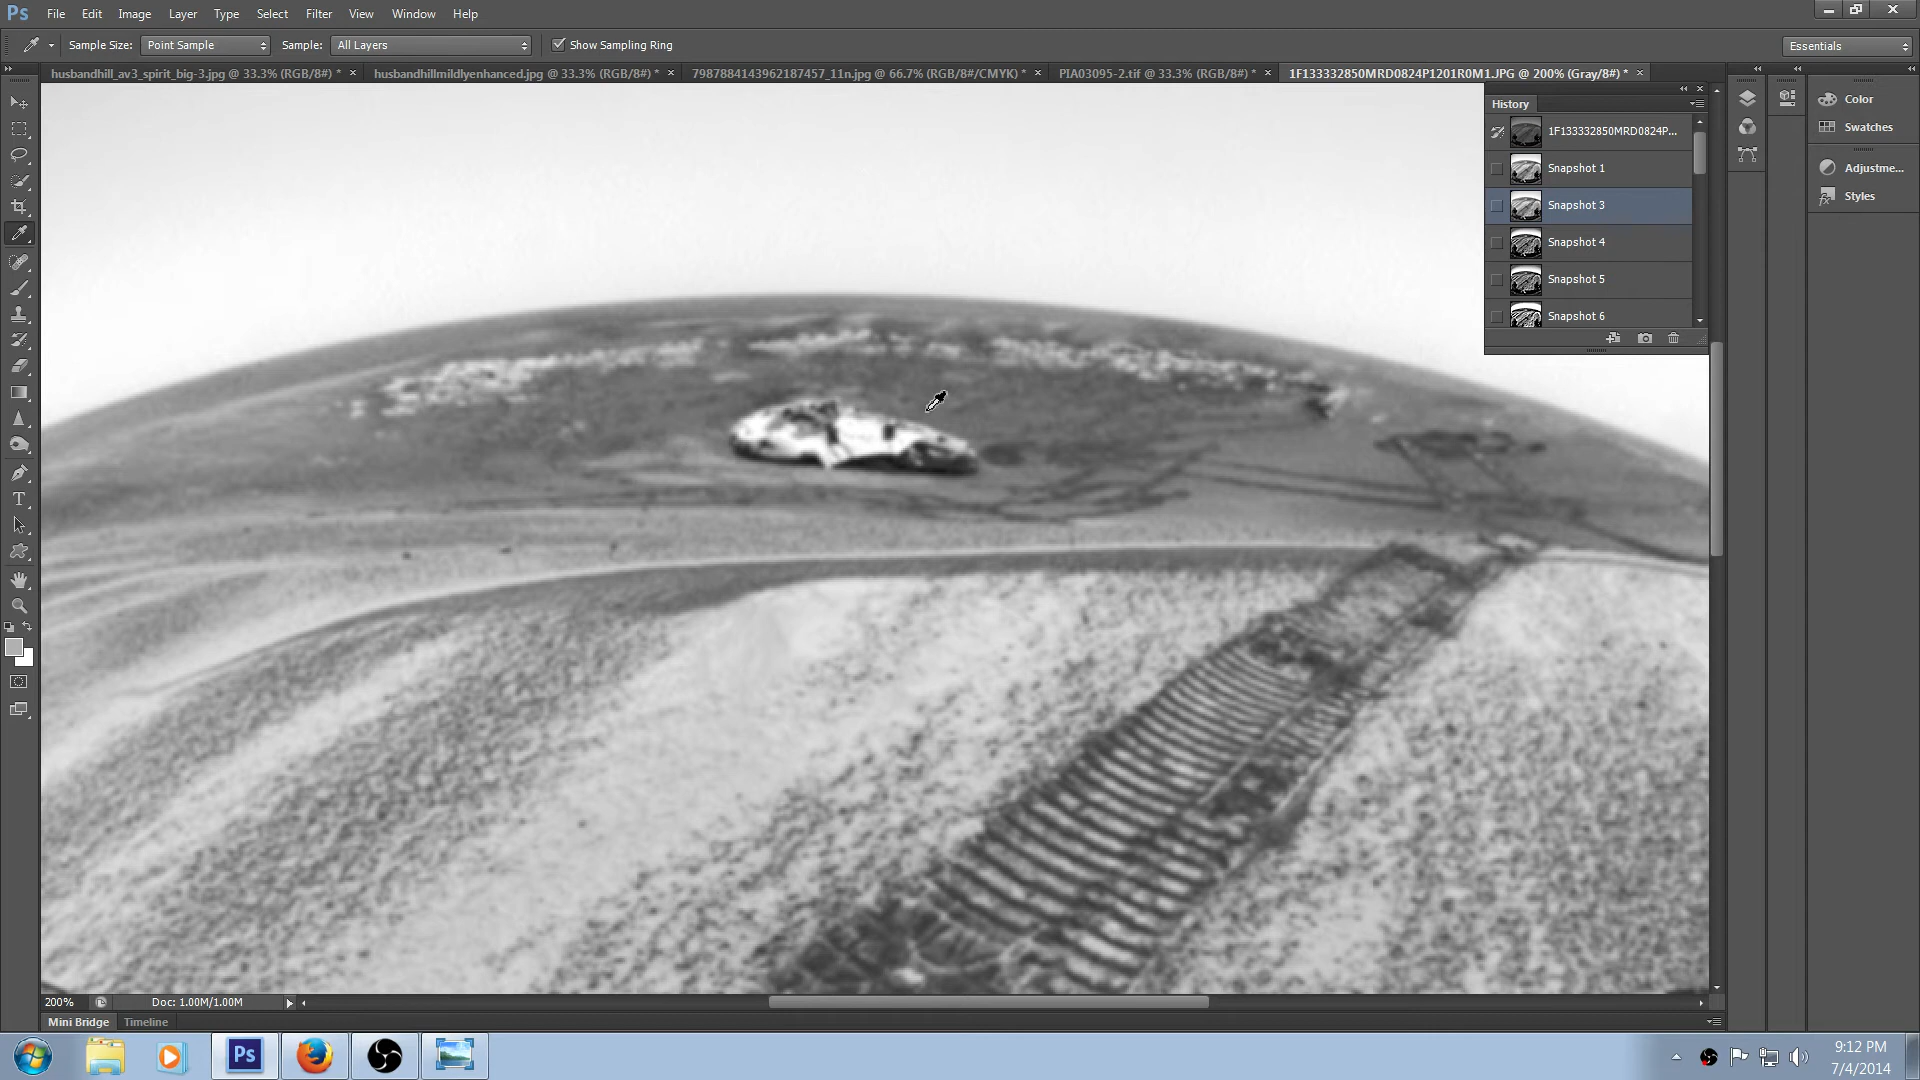 Ps File Edit Image Layer Type Select Filter 3D View Window Help
Sample Size: Point Sample Sample: All Layers Show Sampling Ring Essentials
husbandhill_av3_spirit_big-3.jpg @ 33.3% (RGB/8#) * × husbandhillmildlyenhanced.jpg @ 33.3% (RGB/8#) * × 7987884143962187457_11n.jpg @ 66.7% (RGB/8#/CMYK) * × PIA03095-2.tif @ 33.3% (RGB/8#) * × 1F133332850MRD0824P1201R0M1.JPG @ 200% (Gray/8#) * ×
History
1F133332850MRD0824P...
Snapshot 1
Snapshot 3
Snapshot 4
Snapshot 5
Snapshot 6
Color
Swatches
Adjustme...
Styles
200% Doc: 1.00M/1.00M
Mini Bridge Timeline
Ps
9:12 PM
7/4/2014